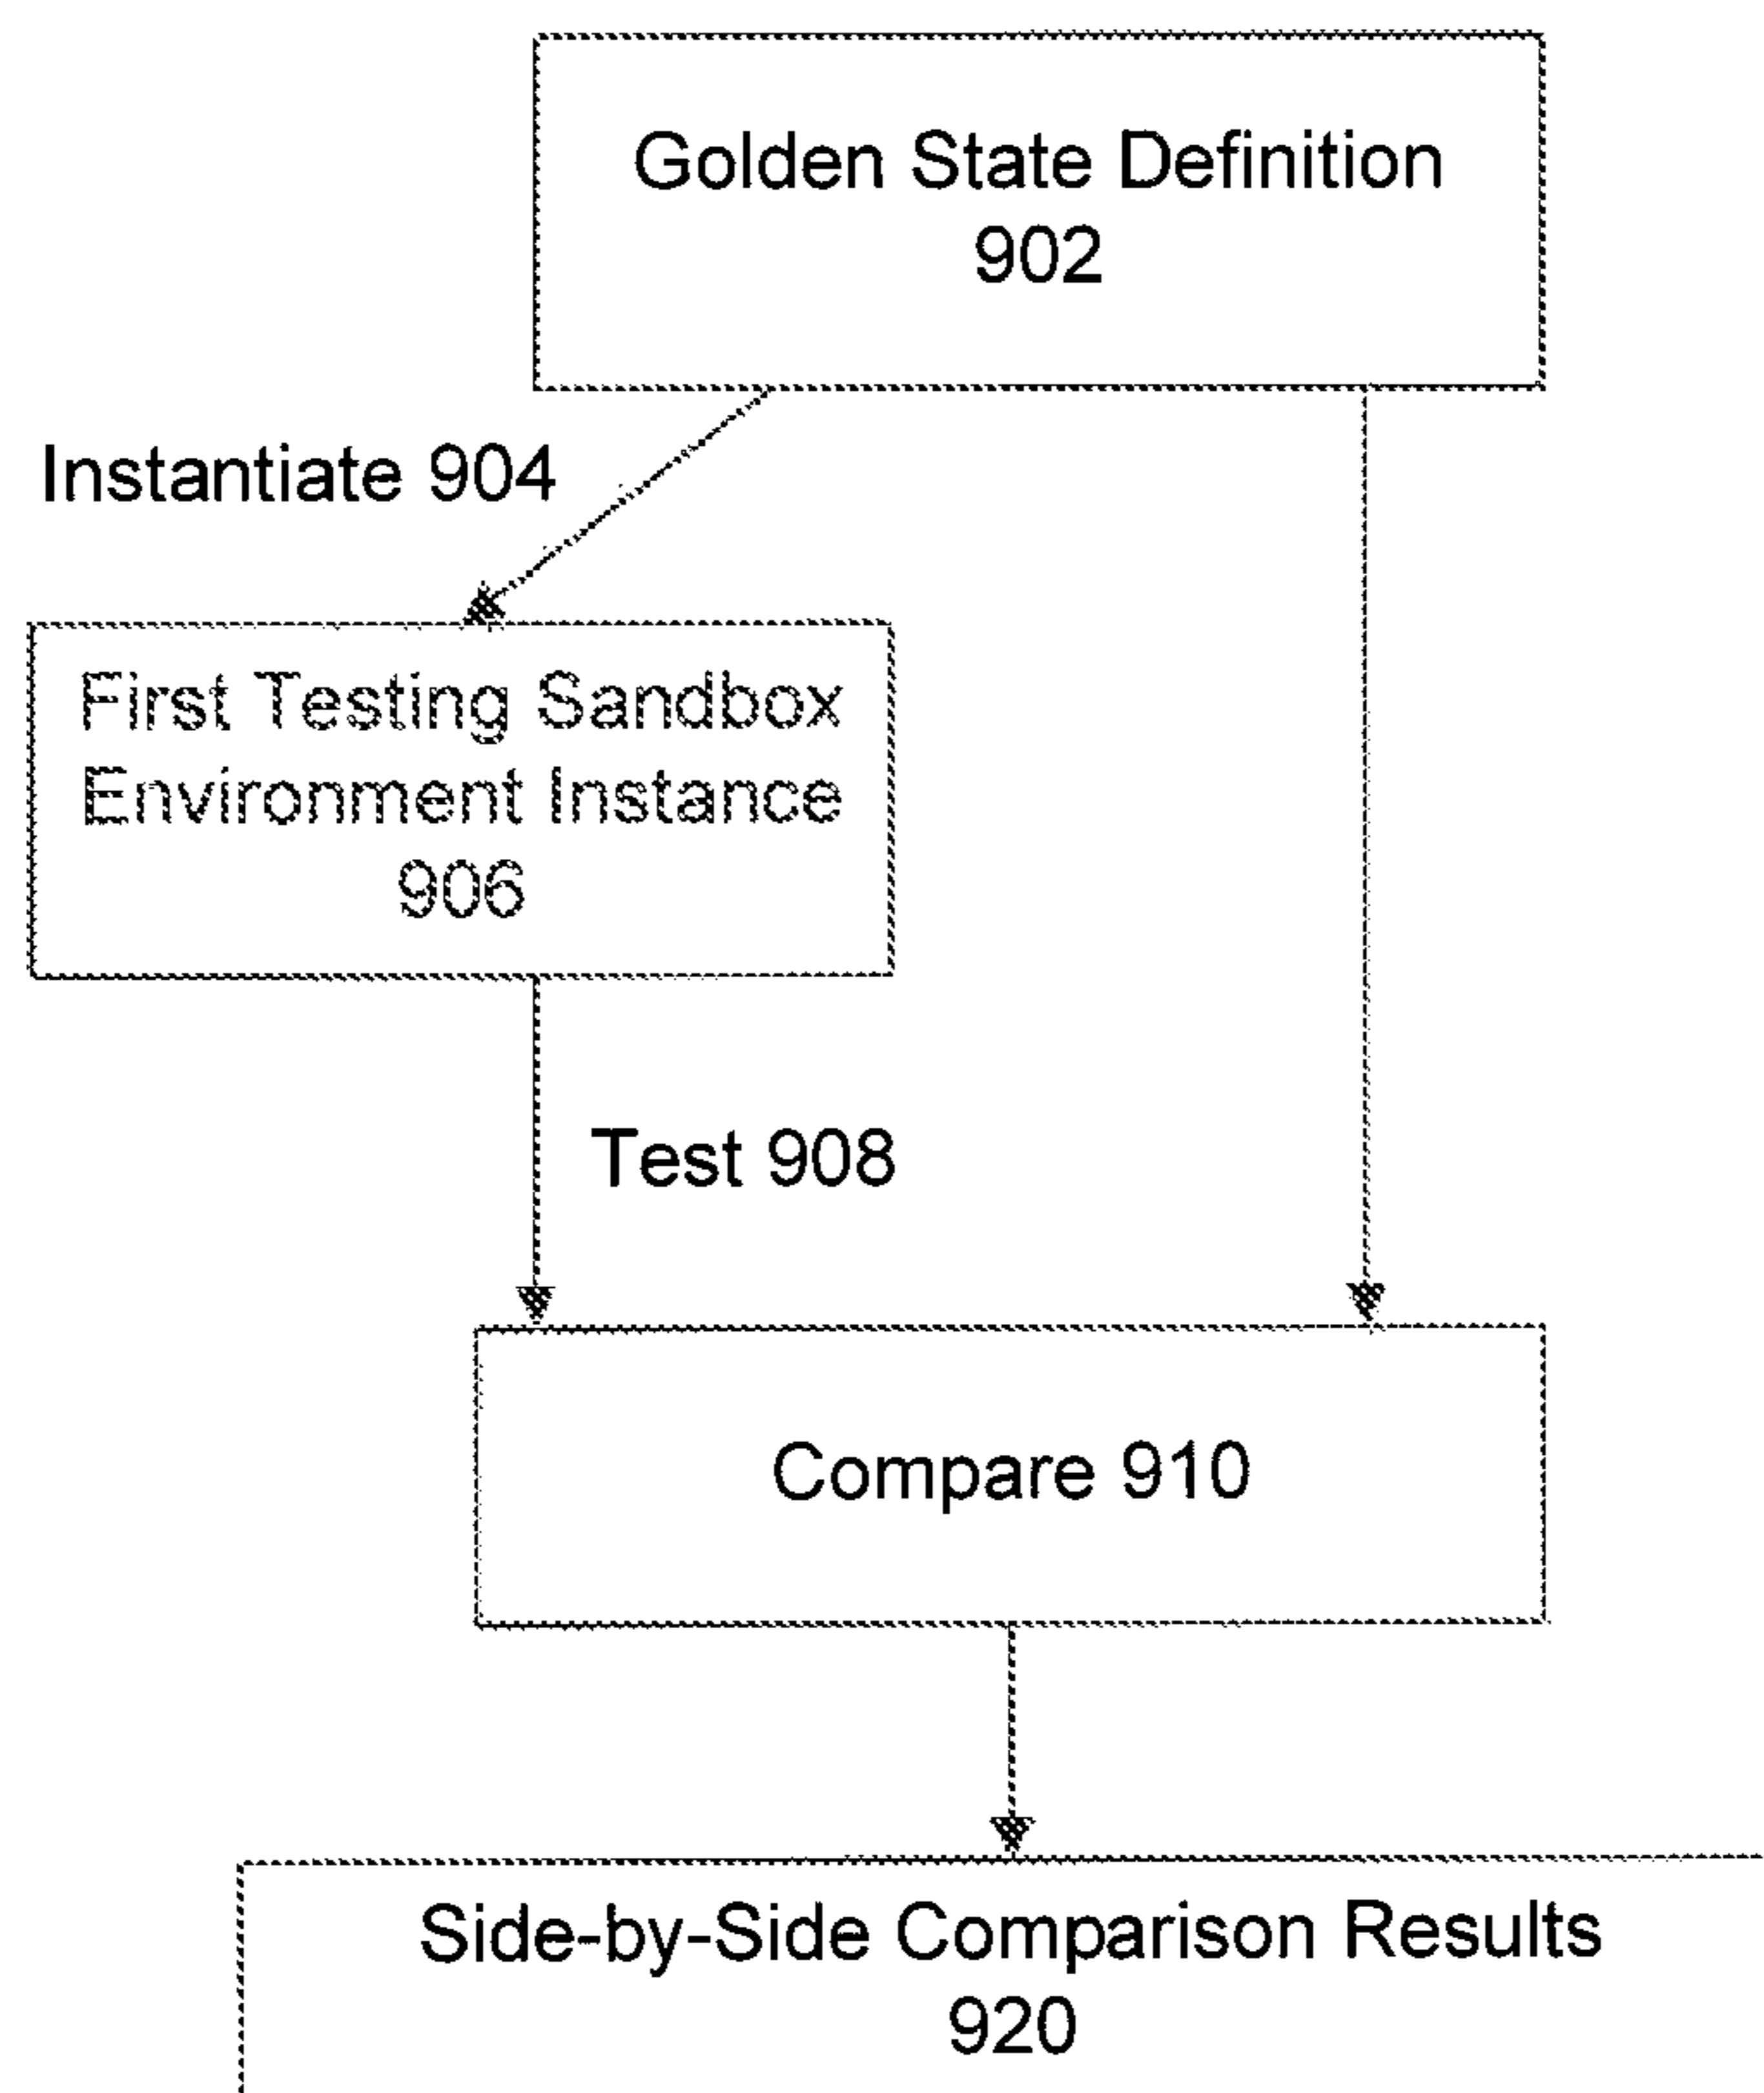 Golden State Definition
902
Instantiate 904
First Testing Sandbox
Environment Instance
906
Test 908
Compare 910
Side-by-Side Comparison Results
920